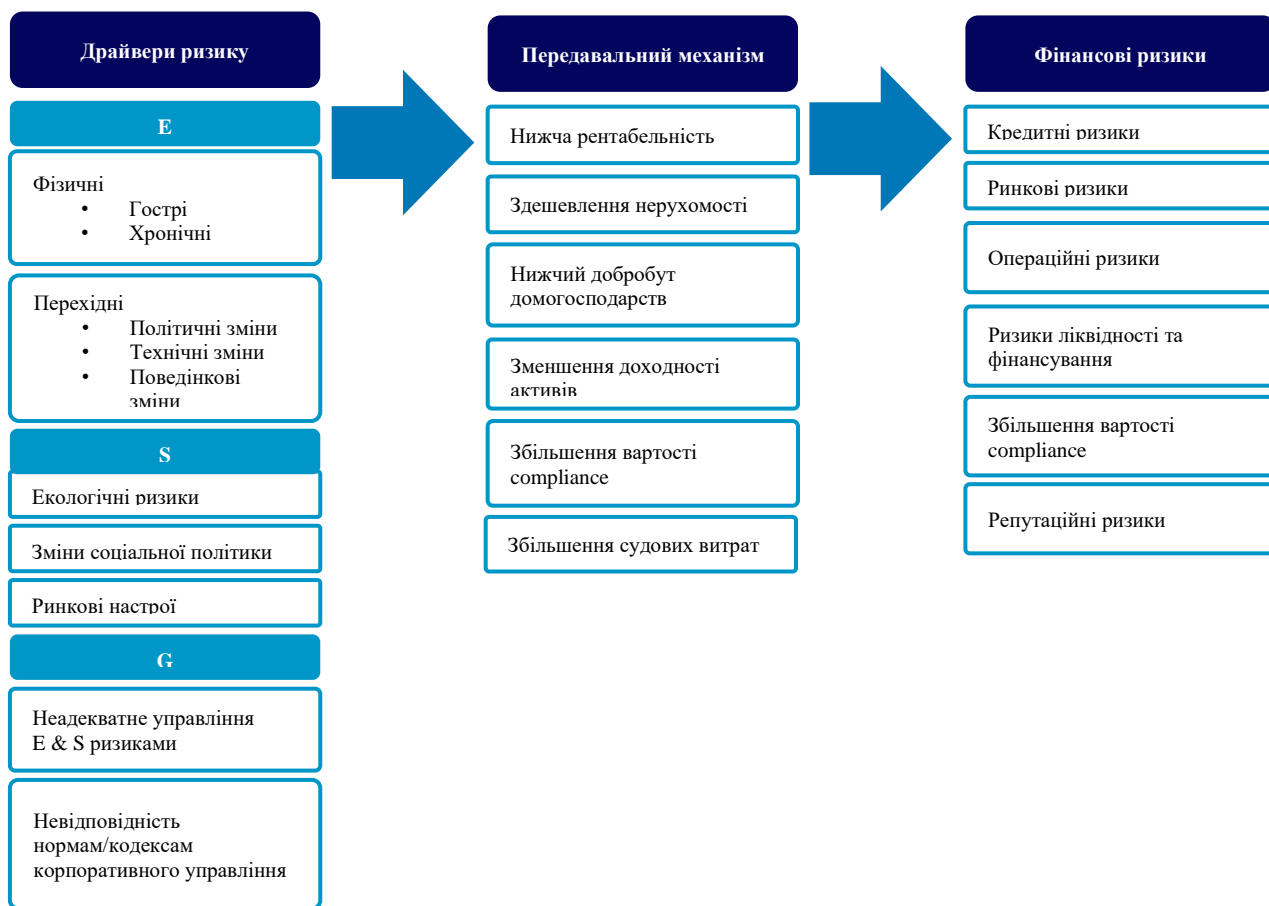 Драйвери ризику
E
Фізичні
• Гострі
• Хронічні
Перехідні
• Політичні зміни
• Технічні зміни
• Поведінкові
зміни
S
Екологічні ризики
Зміни соціальної політики
Ринкові настрої
G
Неадекватне управління
E & S ризиками
Невідповідність
нормам/кодексам
корпоративного управління
Передавальний механізм
Нижча рентабельність
Здешевлення нерухомості
Нижчий добробут
домогосподарств
Зменшення доходності
активів
Збільшення вартості
compliance
Збільшення судових витрат
Фінансові ризики
Кредитні ризики
Ринкові ризики
Операційні ризики
Ризики ліквідності та
фінансування
Збільшення вартості
compliance
Репутаційні ризики